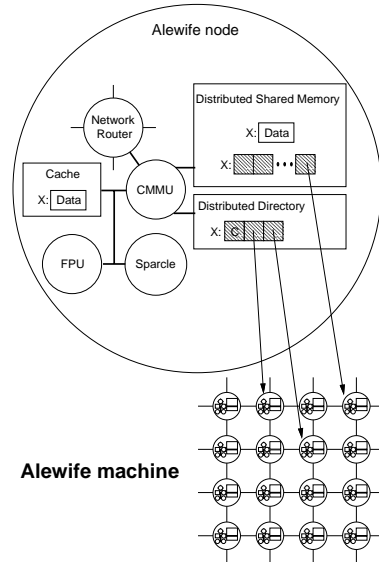 Alewife node
Network
Router
Distributed Shared Memory
X: Data
X:
Cache
X: Data
CMMU
Distributed Directory
X: C
FPU
Sparcle
Alewife machine